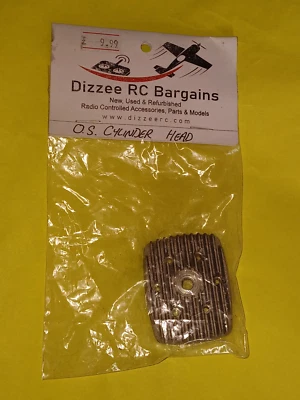 £ 9.99
Dizzee RC Bargains
New, Used & Refurbished
Radio Controlled Accessories, Parts & Models
www.dizzeerc.com
O.S. CYLINDER HEAD